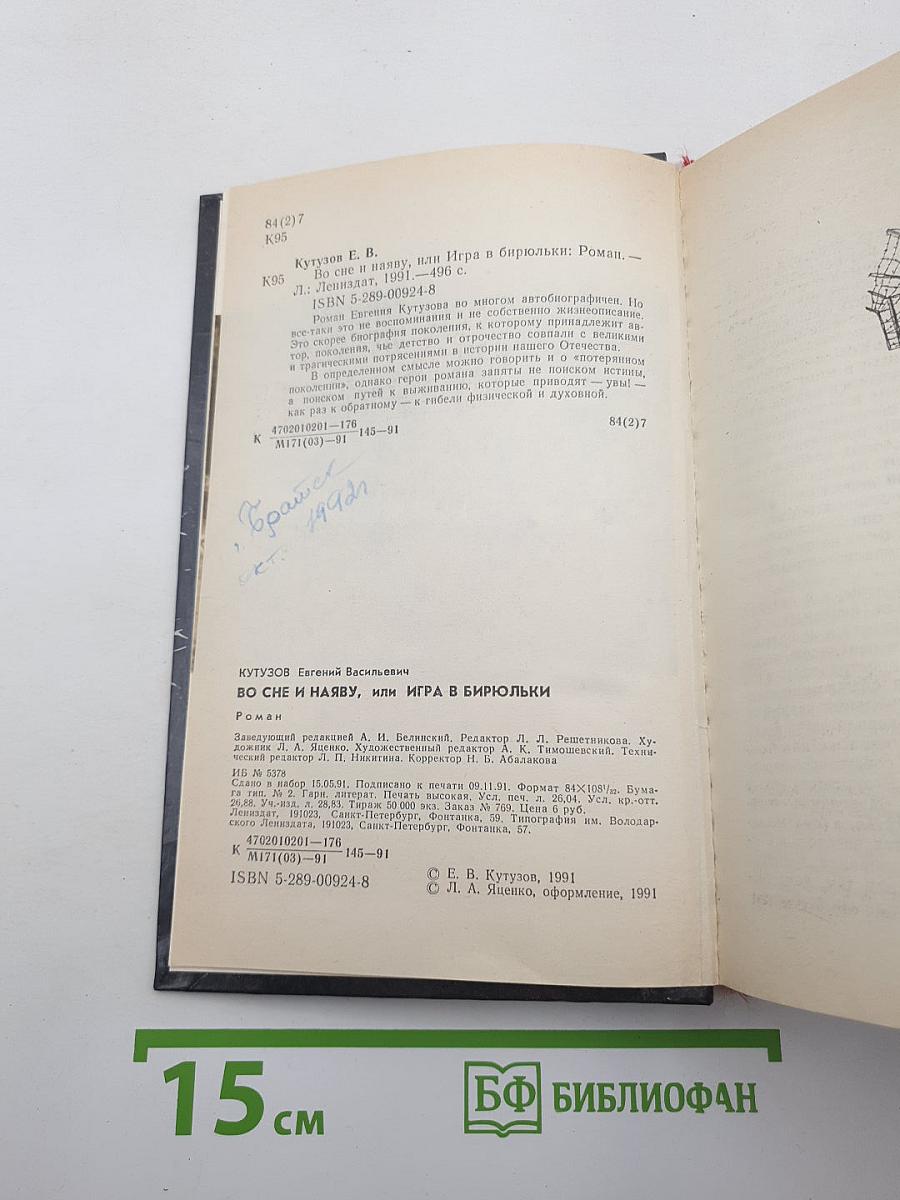 84(2)7
К95
Кутузов Е. В.
К95 Во сне и наяву, или Игра в бирюльки: Роман. —
Л.: Лениздат, 1991.—496 с.
ISBN 5-289-00924-8
Роман Евгения Кутузова во многом автобиографичен. Но
все-таки это не воспоминания и не собственно жизнеописание.
Это скорее биография поколения, к которому принадлежит ав-
тор, поколения, чье детство и отрочество совпали с великими
и трагическими потрясениями в истории нашего Отечества.
В определенном смысле можно говорить и о «потерянном
поколении», однако герои романа запяты не поиском истины,
а поиском путей к выживанию, которые приводят — увы! —
как раз к обратному — к гибели физической и духовной.
К 4702010201—176
М171(03)—91 145—91 84(2)7
г. Братск
окт. 1992г.
КУТУЗОВ Евгений Васильевич
ВО СНЕ И НАЯВУ, или ИГРА В БИРЮЛЬКИ
Роман
Заведующий редакцией А. И. Белинский. Редактор Л. Л. Решетникова. Ху-
дожник Л. А. Яценко. Художественный редактор А. К. Тимошевский. Техни-
ческий редактор Л. П. Никитина. Корректор Н. Б. Абалакова
ИБ № 5378
Сдано в набор 15.05.91. Подписано к печати 09.11.91. Формат 84×108¹/₃₂. Бума-
га тип. № 2. Гарн. литерат. Печать высокая. Усл. печ. л. 26,04. Усл. кр.-отт.
26,88. Уч.-изд. л. 28,83. Тираж 50 000 экз. Заказ № 769. Цена 6 руб.
Лениздат, 191023, Санкт-Петербург, Фонтанка, 59. Типография им. Володар-
ского Лениздата, 191023, Санкт-Петербург, Фонтанка, 57.
К 4702010201—176
М171(03)—91 145—91
ISBN 5-289-00924-8
© Е. В. Кутузов, 1991
© Л. А. Яценко, оформление, 1991
15 см
БФ БИБЛИОФАН